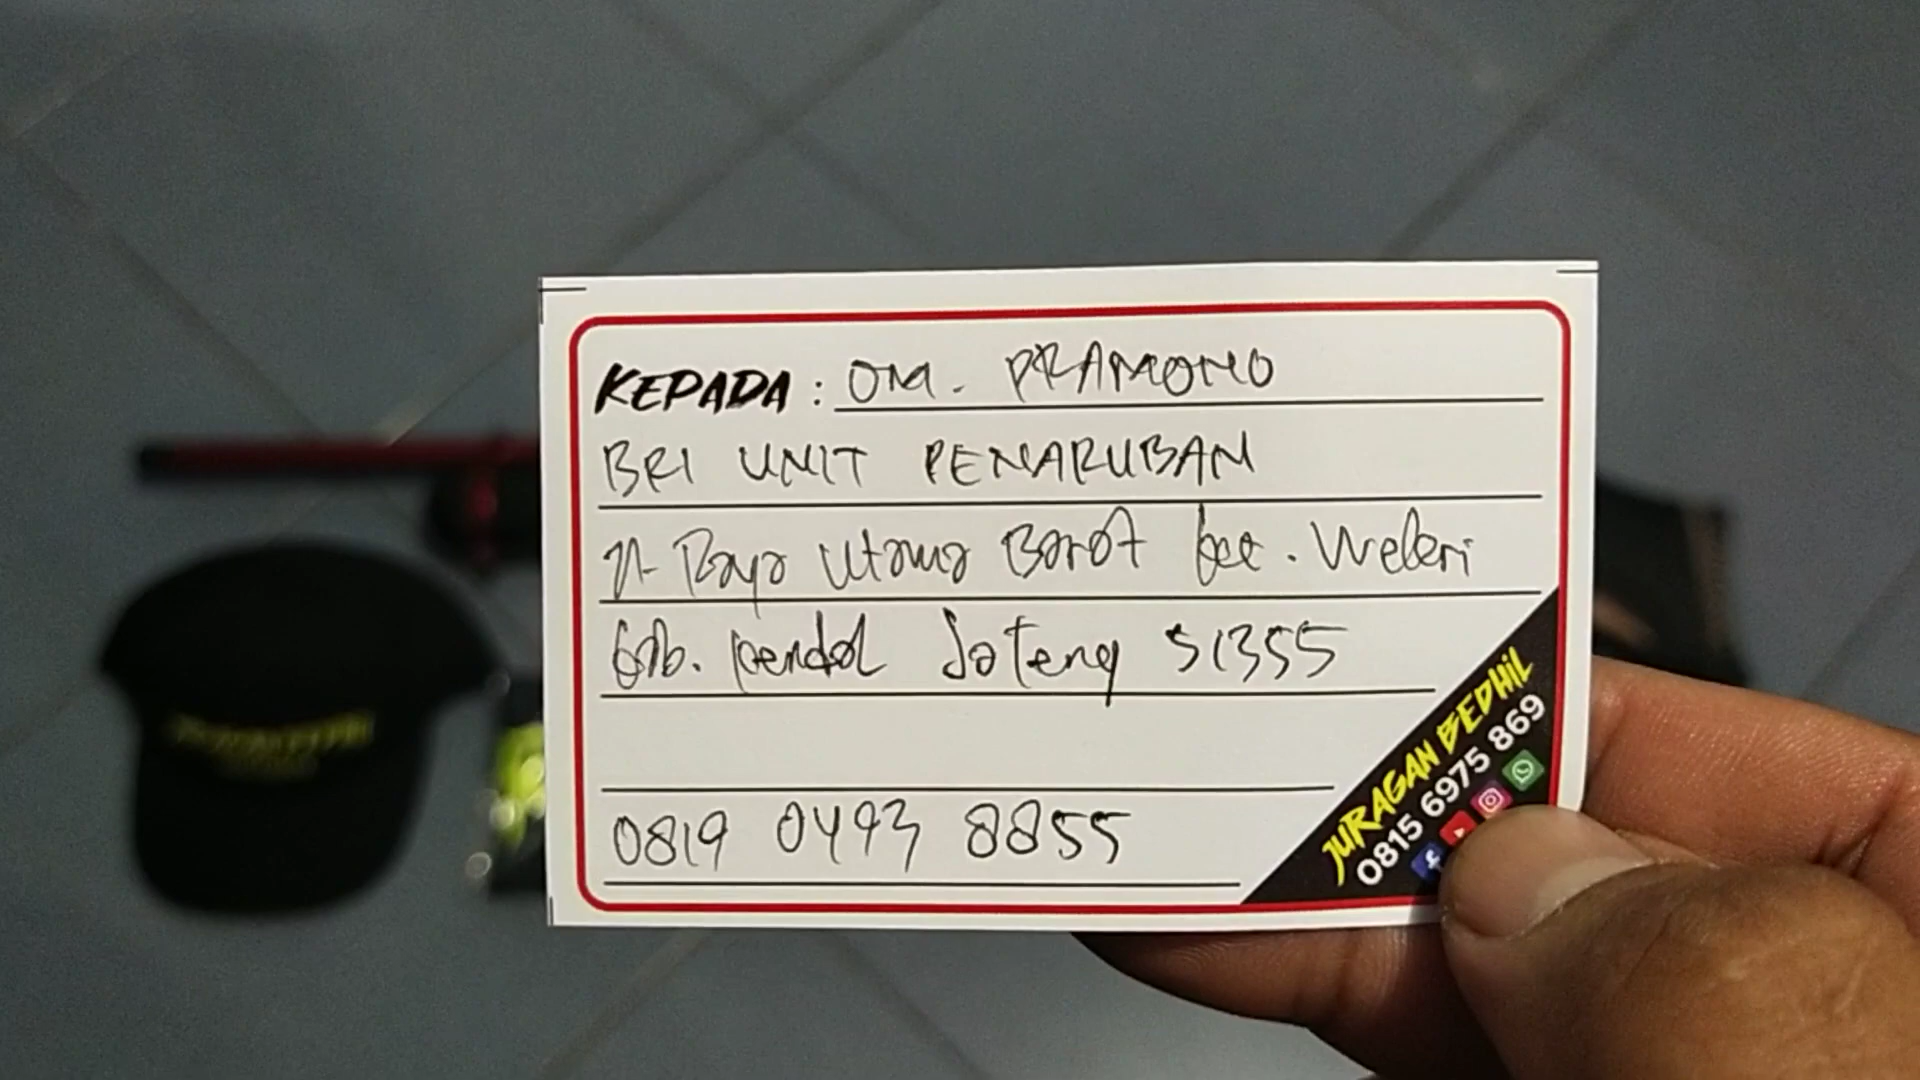 KEPADA : OM. PRAMONO
BRI UNIT PENARUBAN
Jl. Raya Utama Barat kec. Weleri
Kab. Kendal Jateng 51355
0819 0493 8855
JURAGAN BEDHIL
0815 6975 869